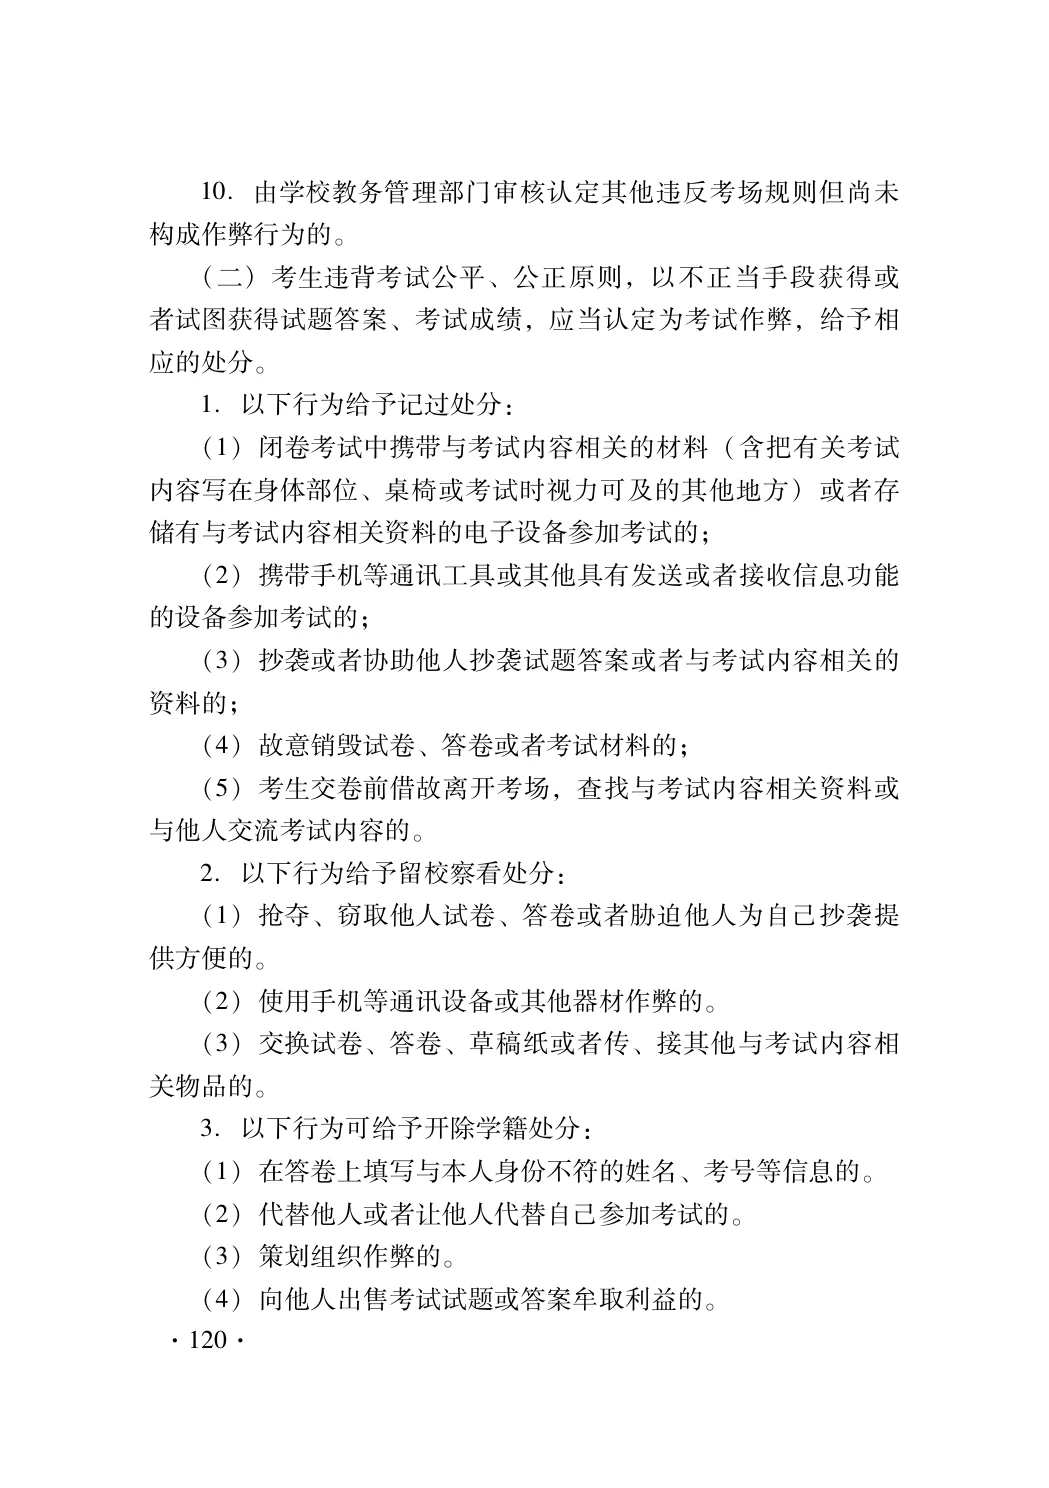 10. 由学校教务管理部门审核认定其他违反考场规则但尚未
构成作弊行为的。
（二）考生违背考试公平、公正原则，以不正当手段获得或
者试图获得试题答案、考试成绩，应当认定为考试作弊，给予相
应的处分。
1. 以下行为给予记过处分：
（1）闭卷考试中携带与考试内容相关的材料（含把有关考试
内容写在身体部位、桌椅或考试时视力可及的其他地方）或者存
储有与考试内容相关资料的电子设备参加考试的；
（2）携带手机等通讯工具或其他具有发送或者接收信息功能
的设备参加考试的；
（3）抄袭或者协助他人抄袭试题答案或者与考试内容相关的
资料的；
（4）故意销毁试卷、答卷或者考试材料的；
（5）考生交卷前借故离开考场，查找与考试内容相关资料或
与他人交流考试内容的。
2. 以下行为给予留校察看处分：
（1）抢夺、窃取他人试卷、答卷或者胁迫他人为自己抄袭提
供方便的。
（2）使用手机等通讯设备或其他器材作弊的。
（3）交换试卷、答卷、草稿纸或者传、接其他与考试内容相
关物品的。
3. 以下行为可给予开除学籍处分：
（1）在答卷上填写与本人身份不符的姓名、考号等信息的。
（2）代替他人或者让他人代替自己参加考试的。
（3）策划组织作弊的。
（4）向他人出售考试试题或答案牟取利益的。
· 120 ·